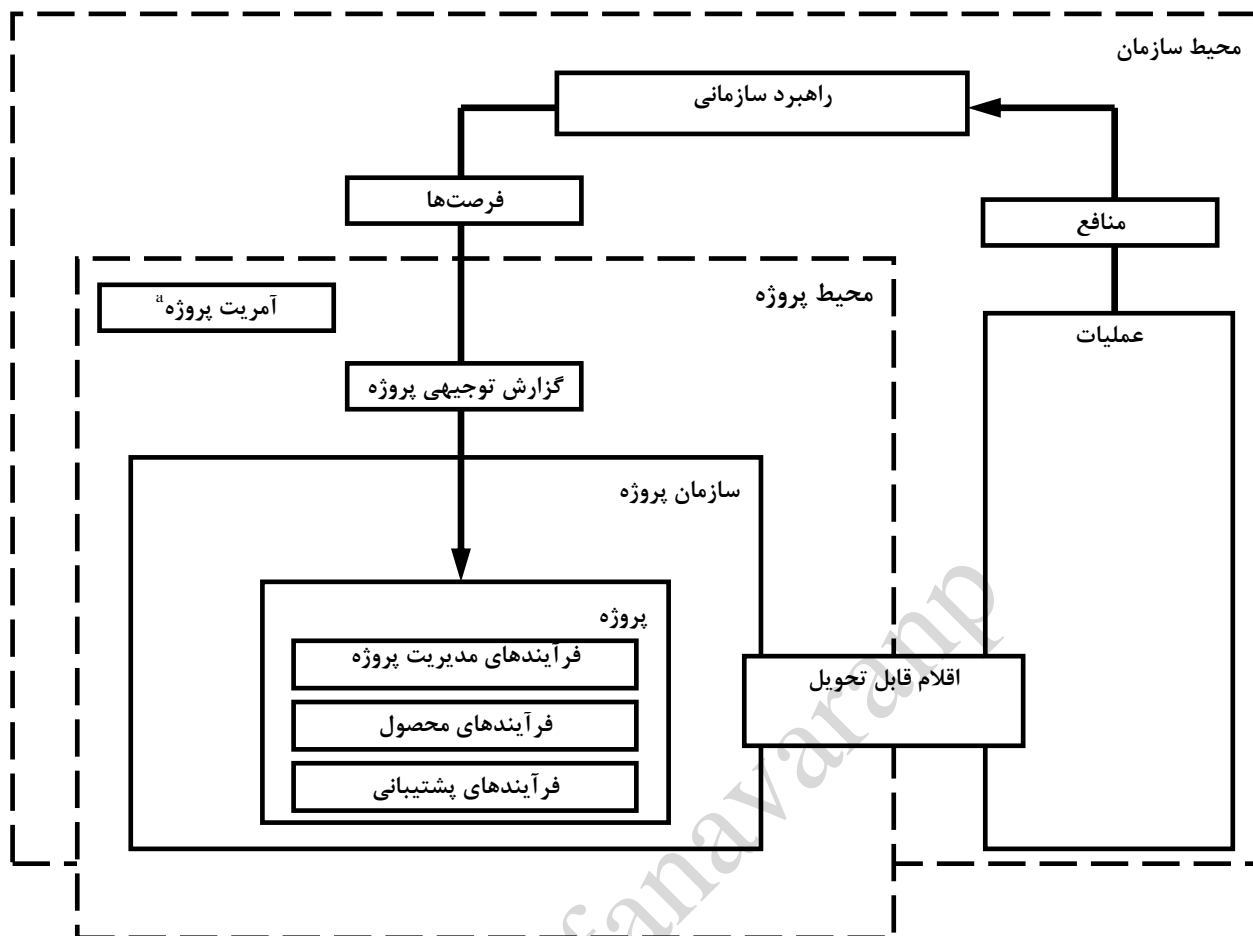 محیط سازمان
راهبرد سازمانی
فرصت‌ها
منافع
محیط پروژه
آمریت پروژه a
عملیات
گزارش توجیهی پروژه
سازمان پروژه
پروژه
فرآیندهای مدیریت پروژه
اقلام قابل تحویل
فرآیندهای محصول
فرآیندهای پشتیبانی
fanavaranp